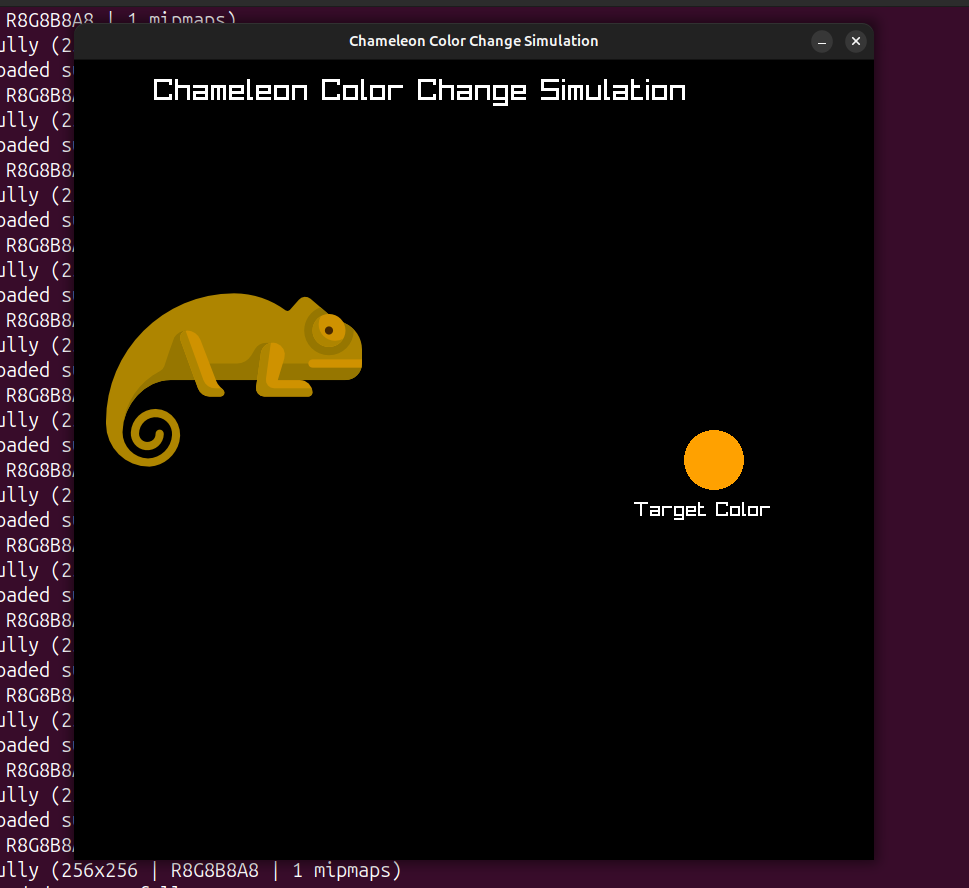 R8G8B8A8 | 1 mipmaps)
Chameleon Color Change Simulation
Chameleon Color Change Simulation
ully (2
oaded s
R8G8B8
ully (2
oaded s
R8G8B8
ully (2
oaded s
R8G8B8
ully (2
oaded s
R8G8B8
ully (2
oaded s
R8G8B8
ully (2
oaded s
R8G8B8
ully (2
Target Color
oaded s
R8G8B8
ully (2
oaded s
R8G8B8
ully (2
oaded s
R8G8B8
ully (2
oaded s
R8G8B8
ully (2
oaded s
R8G8B8
ully (256x256 | R8G8B8A8 | 1 mipmaps)